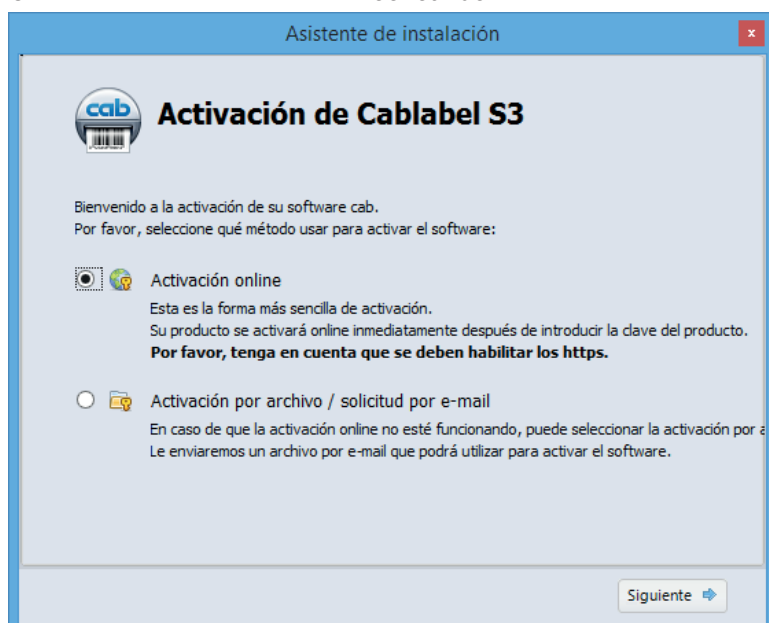 Asistente de instalación
x
cab
Activación de Cablabel S3
Bienvenido a la activación de su software cab.
Por favor, seleccione qué método usar para activar el software:
Activación online
Esta es la forma más sencilla de activación.
Su producto se activará online inmediatamente después de introducir la clave del producto.
Por favor, tenga en cuenta que se deben habilitar los https.
Activación por archivo / solicitud por e-mail
En caso de que la activación online no esté funcionando, puede seleccionar la activación por
Le enviaremos un archivo por e-mail que podrá utilizar para activar el software.
Siguiente